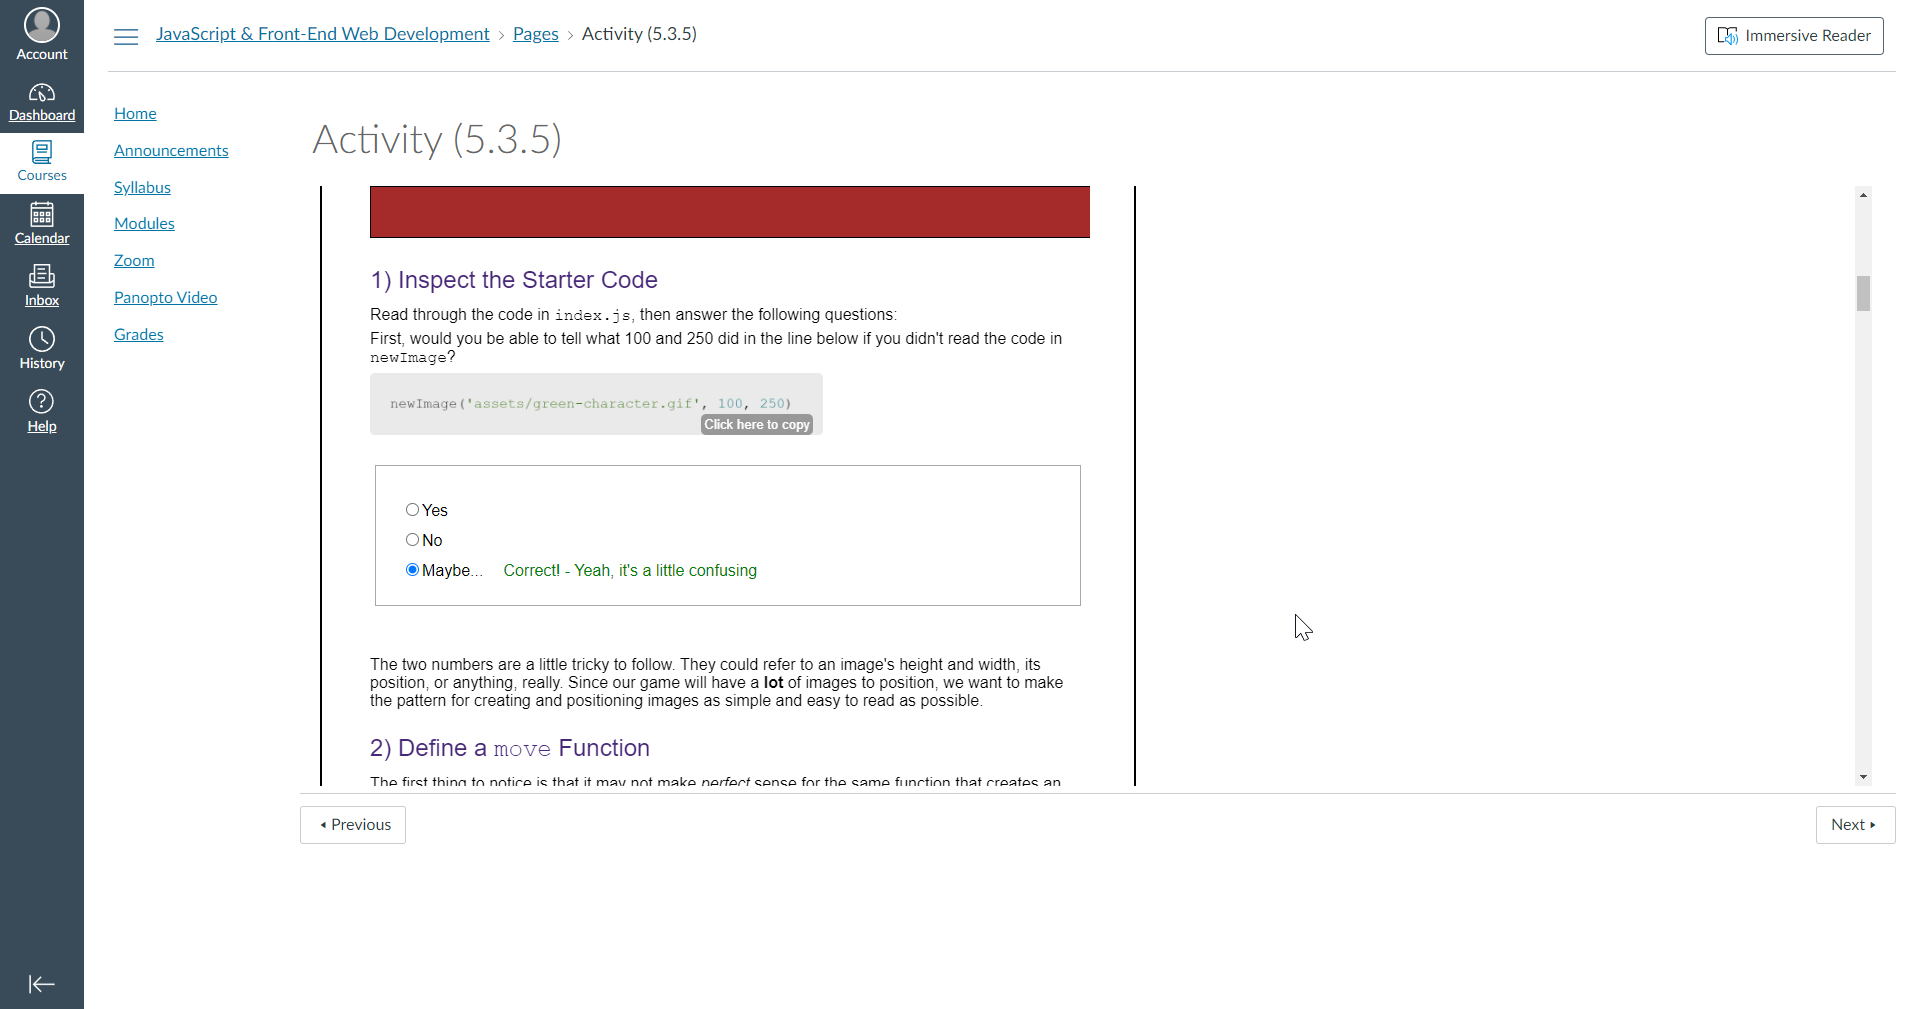 Account
Dashboard
Courses
Calendar
Inbox
History
Help
JavaScript & Front-End Web Development › Pages › Activity (5.3.5)
Immersive Reader
Home
Announcements
Syllabus
Modules
Zoom
Panopto Video
Grades
Activity (5.3.5)
1) Inspect the Starter Code
Read through the code in index.js, then answer the following questions:
First, would you be able to tell what 100 and 250 did in the line below if you didn't read the code in
newImage?
newImage('assets/green-character.gif', 100, 250)
Click here to copy
Yes
No
Maybe... Correct! - Yeah, it's a little confusing
The two numbers are a little tricky to follow. They could refer to an image's height and width, its
position, or anything, really. Since our game will have a lot of images to position, we want to make
the pattern for creating and positioning images as simple and easy to read as possible.
2) Define a move Function
The first thing to notice is that it may not make perfect sense for the same function that creates an
Previous
Next